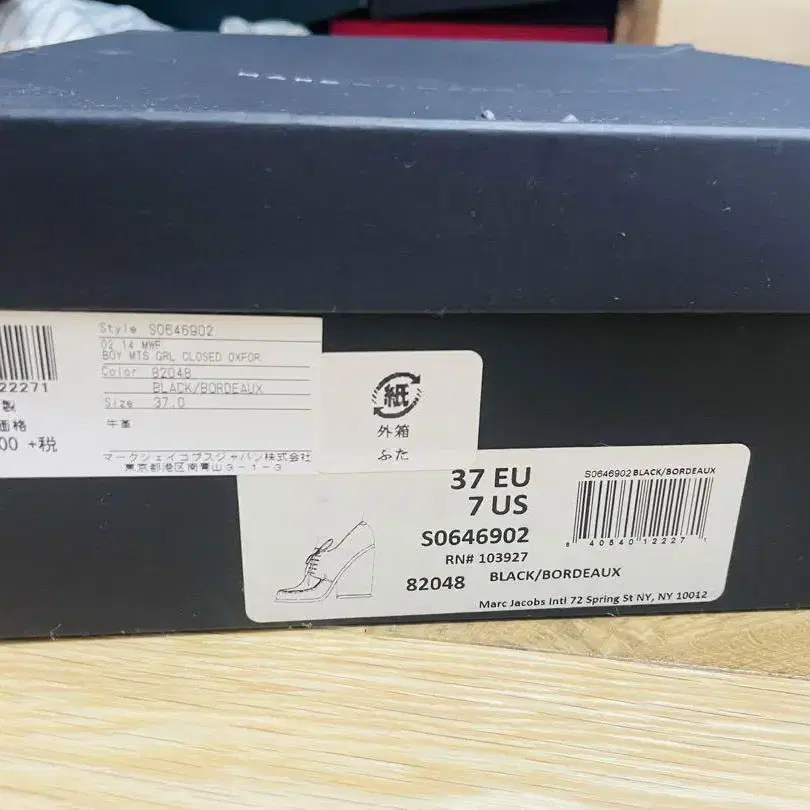 22271
製
価格
00 +税
Style S0646902
02 14 MWF
BOY MTS GRL CLOSED OXFOR
Color 82048
BLACK/BORDEAUX
Size 37.0
牛革
マークジェイコブスジャパン株式会社
東京都港区南青山3-1-3
紙
外箱
ふた
37 EU
7 US
S0646902
RN# 103927
82048 BLACK/BORDEAUX
Marc Jacobs Intl 72 Spring St NY, NY 10012
S0646902 BLACK/BORDEAUX
8 40540 12227 1